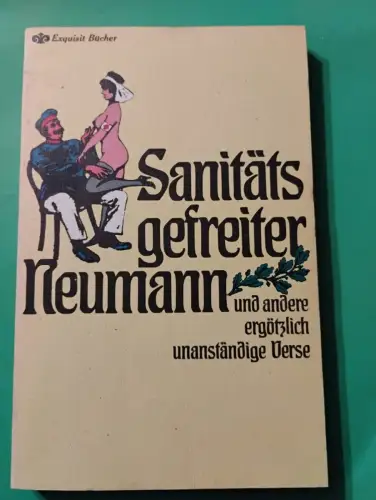 Exquisit Bücher
Sanitäts
gefreiter
Neumann
und andere
ergötzlich
unanständige Verse